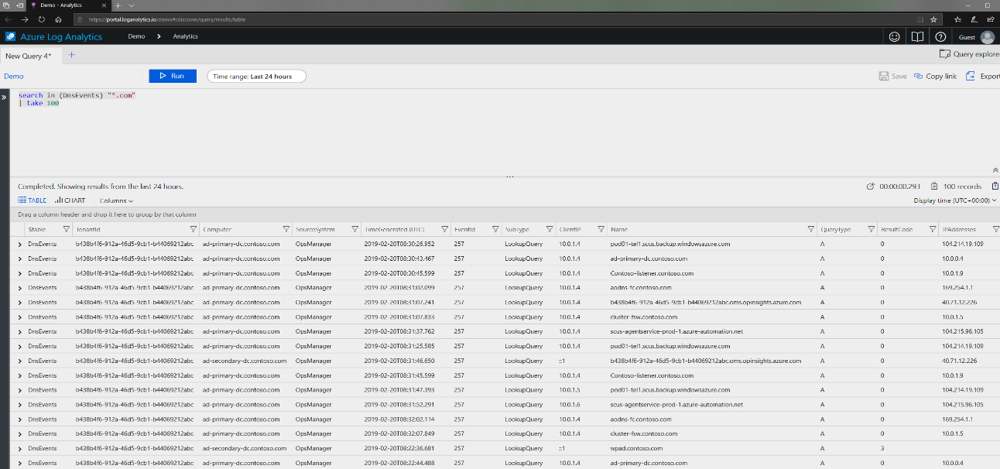 Demo - Analytics
https://portal.loganalytics.io/demo#/discover/query/results/table
Azure Log Analytics Demo Analytics Guest
New Query 4* Query explorer
Demo Run Time range: Last 24 hours Save Copy link Export
search in (DnsEvents) "*.com"
| take 100
Completed. Showing results from the last 24 hours. 00:00:00.293 100 records
TABLE CHART Columns Display time (UTC+00:00)
Drag a column header and drop it here to group by that column
$table TenantId Computer SourceSystem TimeGenerated [UTC] EventId SubType ClientIP Name QueryType ResultCode IPAddresses
DnsEvents b438b4f6-912a-46d5-9cb1-b44069212abc ad-primary-dc.contoso.com OpsManager 2019-02-20T08:30:26.952 257 LookupQuery 10.0.1.4 pod01-tel1.scus.backup.windowsazure.com A 0 104.214.19.109
DnsEvents b438b4f6-912a-46d5-9cb1-b44069212abc ad-primary-dc.contoso.com OpsManager 2019-02-20T08:30:43.467 257 LookupQuery 10.0.1.4 ad-primary-dc.contoso.com A 0 10.0.0.4
DnsEvents b438b4f6-912a-46d5-9cb1-b44069212abc ad-primary-dc.contoso.com OpsManager 2019-02-20T08:30:45.599 257 LookupQuery 10.0.1.4 Contoso-listener.contoso.com A 0 10.0.1.9
DnsEvents b438b4f6-912a-46d5-9cb1-b44069212abc ad-primary-dc.contoso.com OpsManager 2019-02-20T08:31:02.099 257 LookupQuery 10.0.1.4 aodns-fc.contoso.com A 0 169.254.1.1
DnsEvents b438b4f6-912a-46d5-9cb1-b44069212abc ad-primary-dc.contoso.com OpsManager 2019-02-20T08:31:07.241 257 LookupQuery 10.0.1.4 b438b4f6-912a-46d5-9cb1-b44069212abc.oms.opinsights.azure.com A 0 40.71.12.226
DnsEvents b438b4f6-912a-46d5-9cb1-b44069212abc ad-primary-dc.contoso.com OpsManager 2019-02-20T08:31:07.833 257 LookupQuery 10.0.1.4 cluster-fsw.contoso.com A 0 10.0.1.5
DnsEvents b438b4f6-912a-46d5-9cb1-b44069212abc ad-primary-dc.contoso.com OpsManager 2019-02-20T08:31:37.762 257 LookupQuery 10.0.1.4 scus-agentservice-prod-1.azure-automation.net A 0 104.215.96.105
DnsEvents b438b4f6-912a-46d5-9cb1-b44069212abc ad-primary-dc.contoso.com OpsManager 2019-02-20T08:31:25.585 257 LookupQuery 10.0.1.4 pod01-tel1.scus.backup.windowsazure.com A 0 104.214.19.109
DnsEvents b438b4f6-912a-46d5-9cb1-b44069212abc ad-secondary-dc.contoso.com OpsManager 2019-02-20T08:31:46.650 257 LookupQuery ::1 b438b4f6-912a-46d5-9cb1-b44069212abc.oms.opinsights.azure.com A 0 40.71.12.226
DnsEvents b438b4f6-912a-46d5-9cb1-b44069212abc ad-primary-dc.contoso.com OpsManager 2019-02-20T08:31:45.599 257 LookupQuery 10.0.1.4 Contoso-listener.contoso.com A 0 10.0.1.9
DnsEvents b438b4f6-912a-46d5-9cb1-b44069212abc ad-primary-dc.contoso.com OpsManager 2019-02-20T08:31:47.393 257 LookupQuery 10.0.1.5 pod01-tel1.scus.backup.windowsazure.com A 0 104.214.19.109
DnsEvents b438b4f6-912a-46d5-9cb1-b44069212abc ad-primary-dc.contoso.com OpsManager 2019-02-20T08:31:52.291 257 LookupQuery 10.0.1.6 scus-agentservice-prod-1.azure-automation.net A 0 104.215.96.105
DnsEvents b438b4f6-912a-46d5-9cb1-b44069212abc ad-primary-dc.contoso.com OpsManager 2019-02-20T08:32:02.114 257 LookupQuery 10.0.1.4 aodns-fc.contoso.com A 0 169.254.1.1
DnsEvents b438b4f6-912a-46d5-9cb1-b44069212abc ad-primary-dc.contoso.com OpsManager 2019-02-20T08:32:07.849 257 LookupQuery 10.0.1.4 cluster-fsw.contoso.com A 0 10.0.1.5
DnsEvents b438b4f6-912a-46d5-9cb1-b44069212abc ad-secondary-dc.contoso.com OpsManager 2019-02-20T08:22:36.681 257 LookupQuery ::1 wpad.contoso.com A 3
DnsEvents b438b4f6-912a-46d5-9cb1-b44069212abc ad-primary-dc.contoso.com OpsManager 2019-02-20T08:22:44.488 257 LookupQuery 10.0.1.4 ad-primary-dc.contoso.com A 0 10.0.0.4